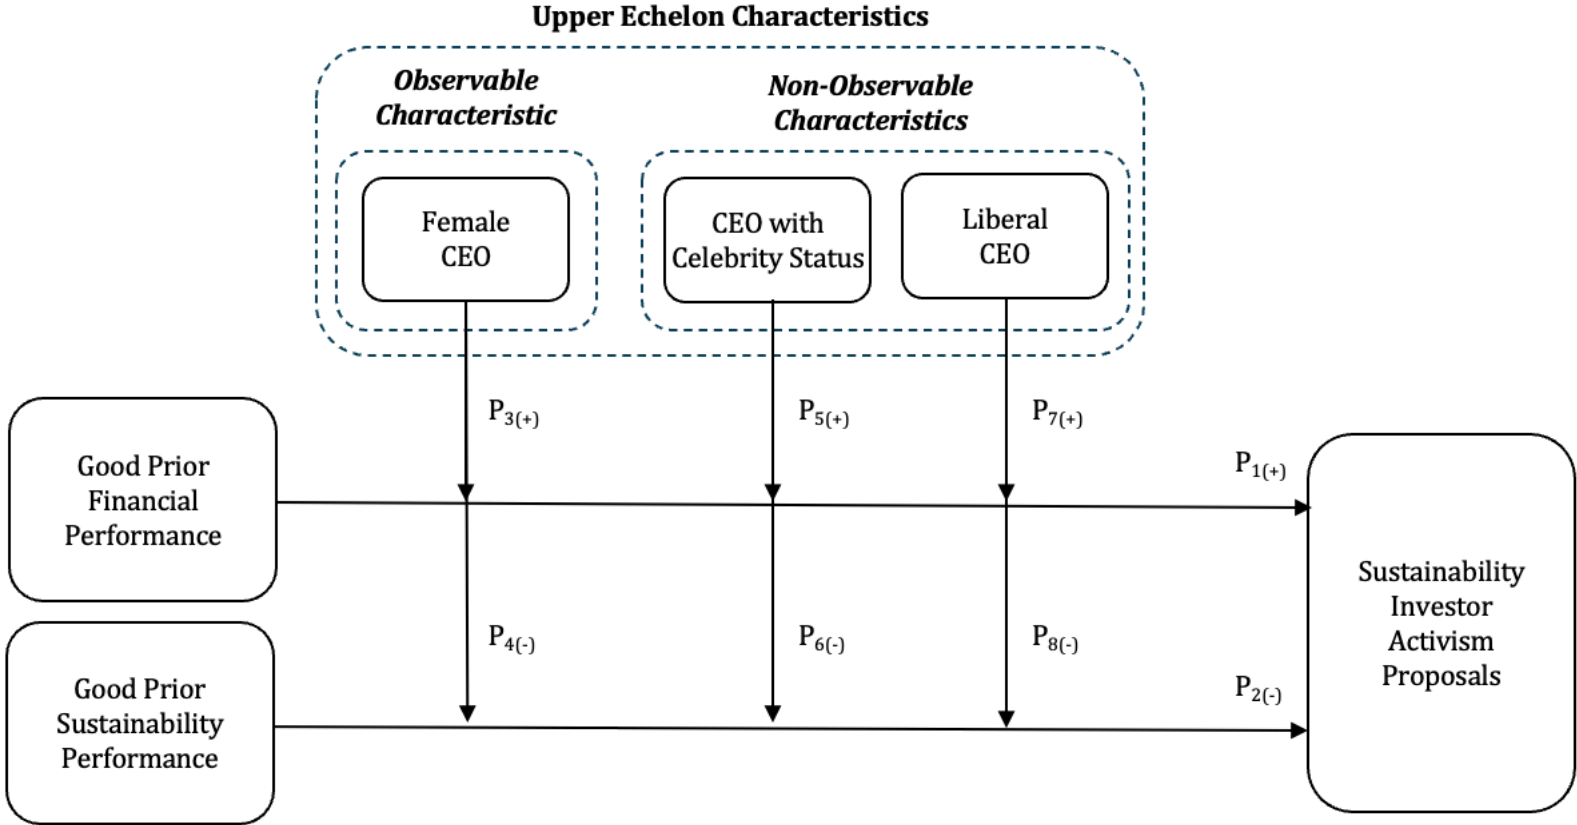 Upper Echelon Characteristics
Observable
Characteristic
Non-Observable
Characteristics
Female
CEO
CEO with
Celebrity Status
Liberal
CEO
P3(+)
P5(+)
P7(+)
Good Prior
Financial
Performance
P1(+)
Sustainability
Investor
Activism
Proposals
P4(-)
P6(-)
P8(-)
Good Prior
Sustainability
Performance
P2(-)